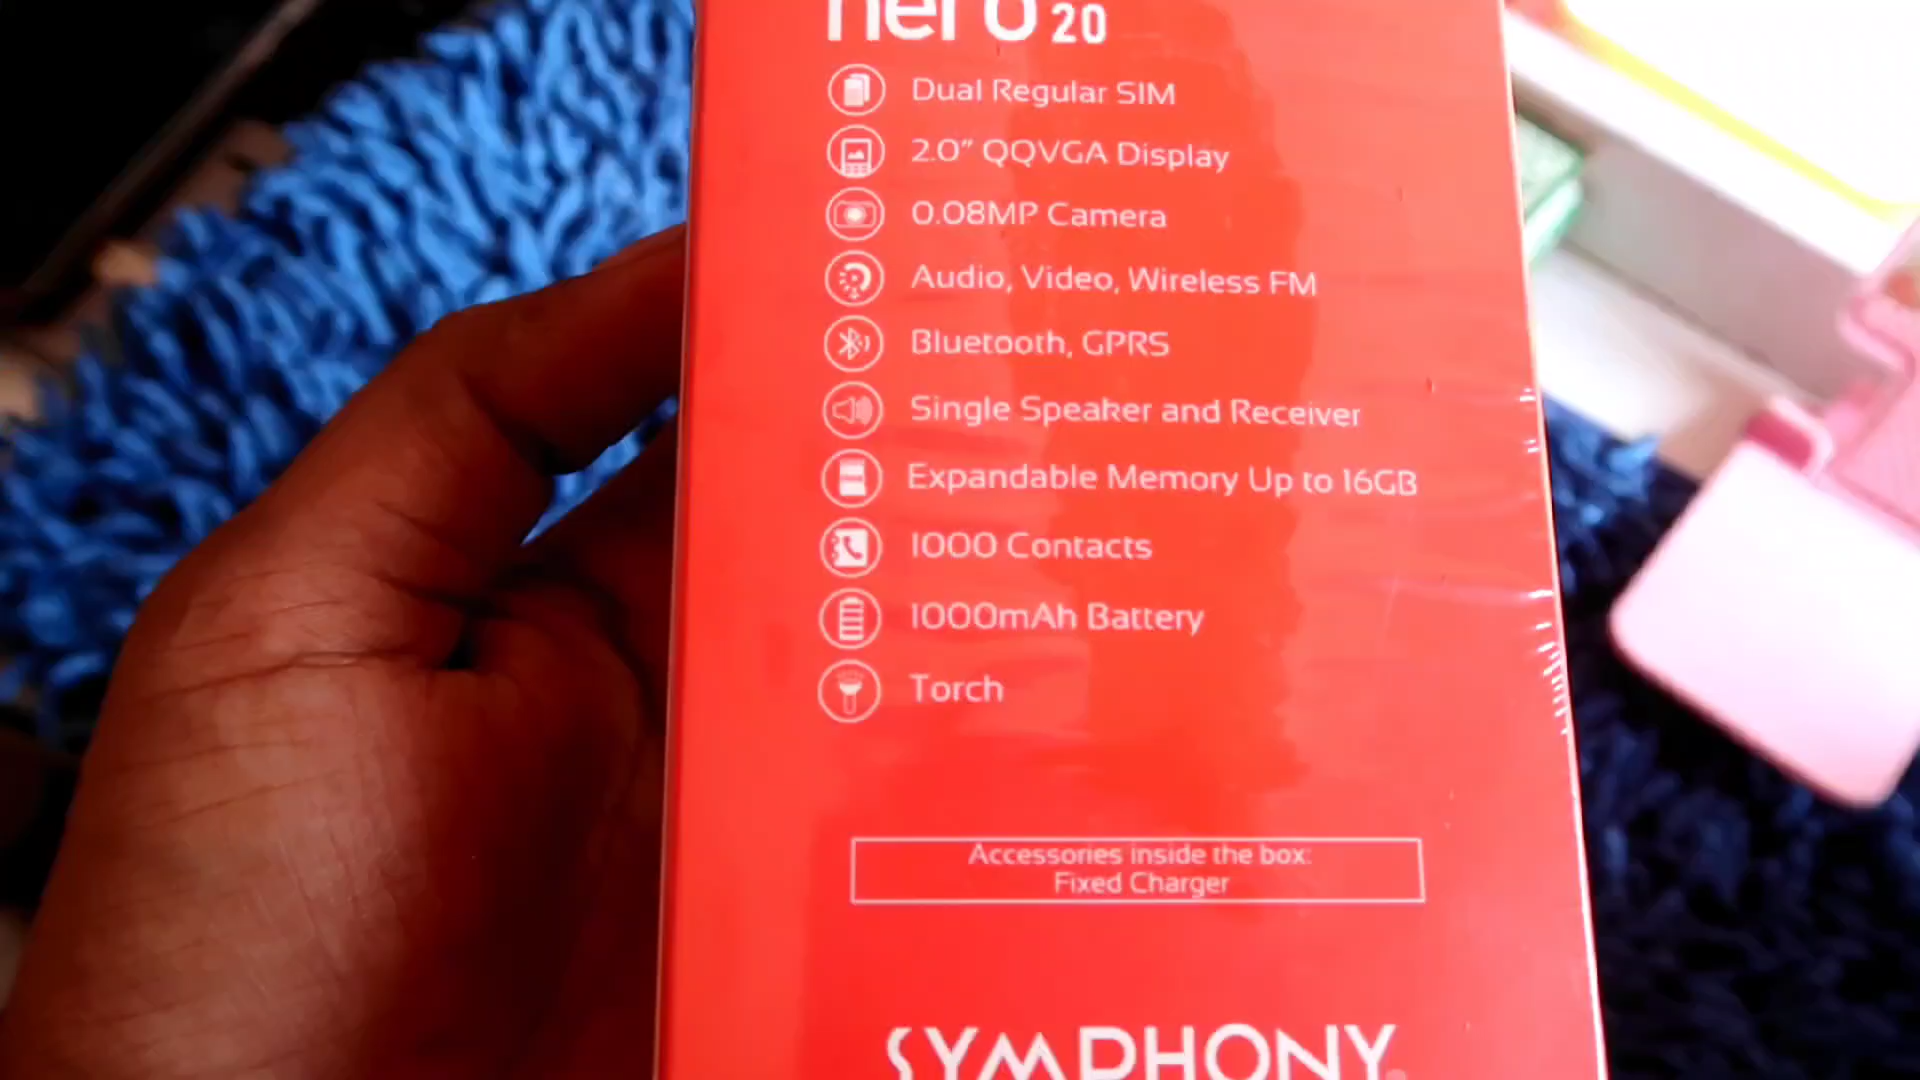 hero 20
Dual Regular SIM
2.0" QQVGA Display
0.08MP Camera
Audio, Video, Wireless FM
Bluetooth, GPRS
Single Speaker and Receiver
Expandable Memory Up to 16GB
1000 Contacts
1000mAh Battery
Torch
Accessories inside the box:
Fixed Charger
SYMPHONY